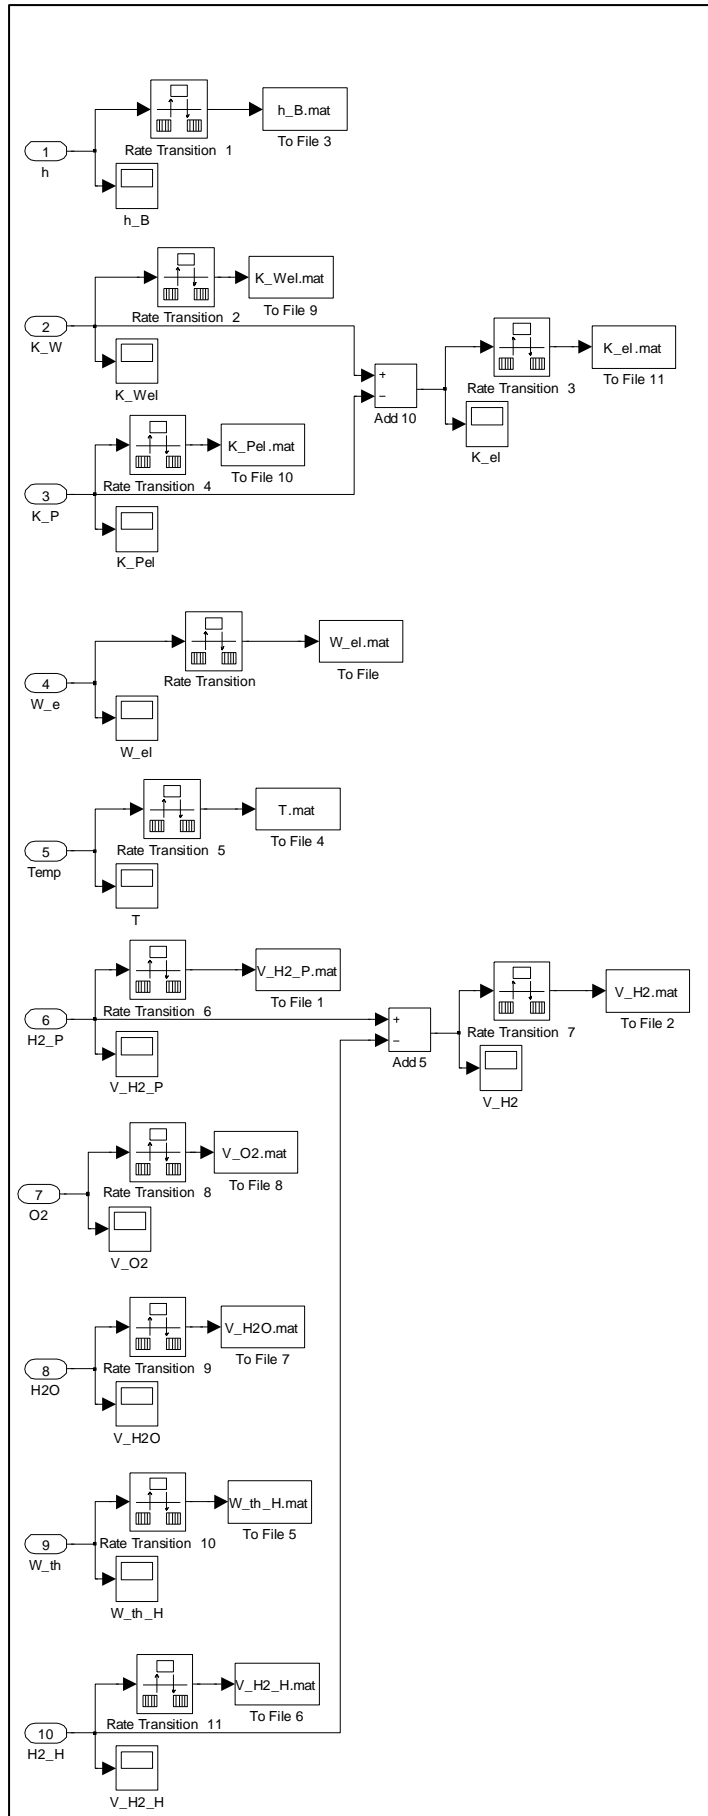 h_B.mat
Rate Transition 1
To File 3
1
h
h_B
K_Wel.mat
Rate Transition 2
To File 9
2
K_W
K_Wel
+
−
Add 10
K_el.mat
Rate Transition 3
To File 11
K_el
K_Pel.mat
Rate Transition 4
To File 10
3
K_P
K_Pel
W_el.mat
Rate Transition
To File
4
W_e
W_el
T.mat
Rate Transition 5
To File 4
5
Temp
T
V_H2_P.mat
Rate Transition 6
To File 1
6
H2_P
V_H2_P
+
−
Add 5
V_H2.mat
Rate Transition 7
To File 2
V_H2
V_O2.mat
Rate Transition 8
To File 8
7
O2
V_O2
V_H2O.mat
Rate Transition 9
To File 7
8
H2O
V_H2O
W_th_H.mat
Rate Transition 10
To File 5
9
W_th
W_th_H
V_H2_H.mat
Rate Transition 11
To File 6
10
H2_H
V_H2_H